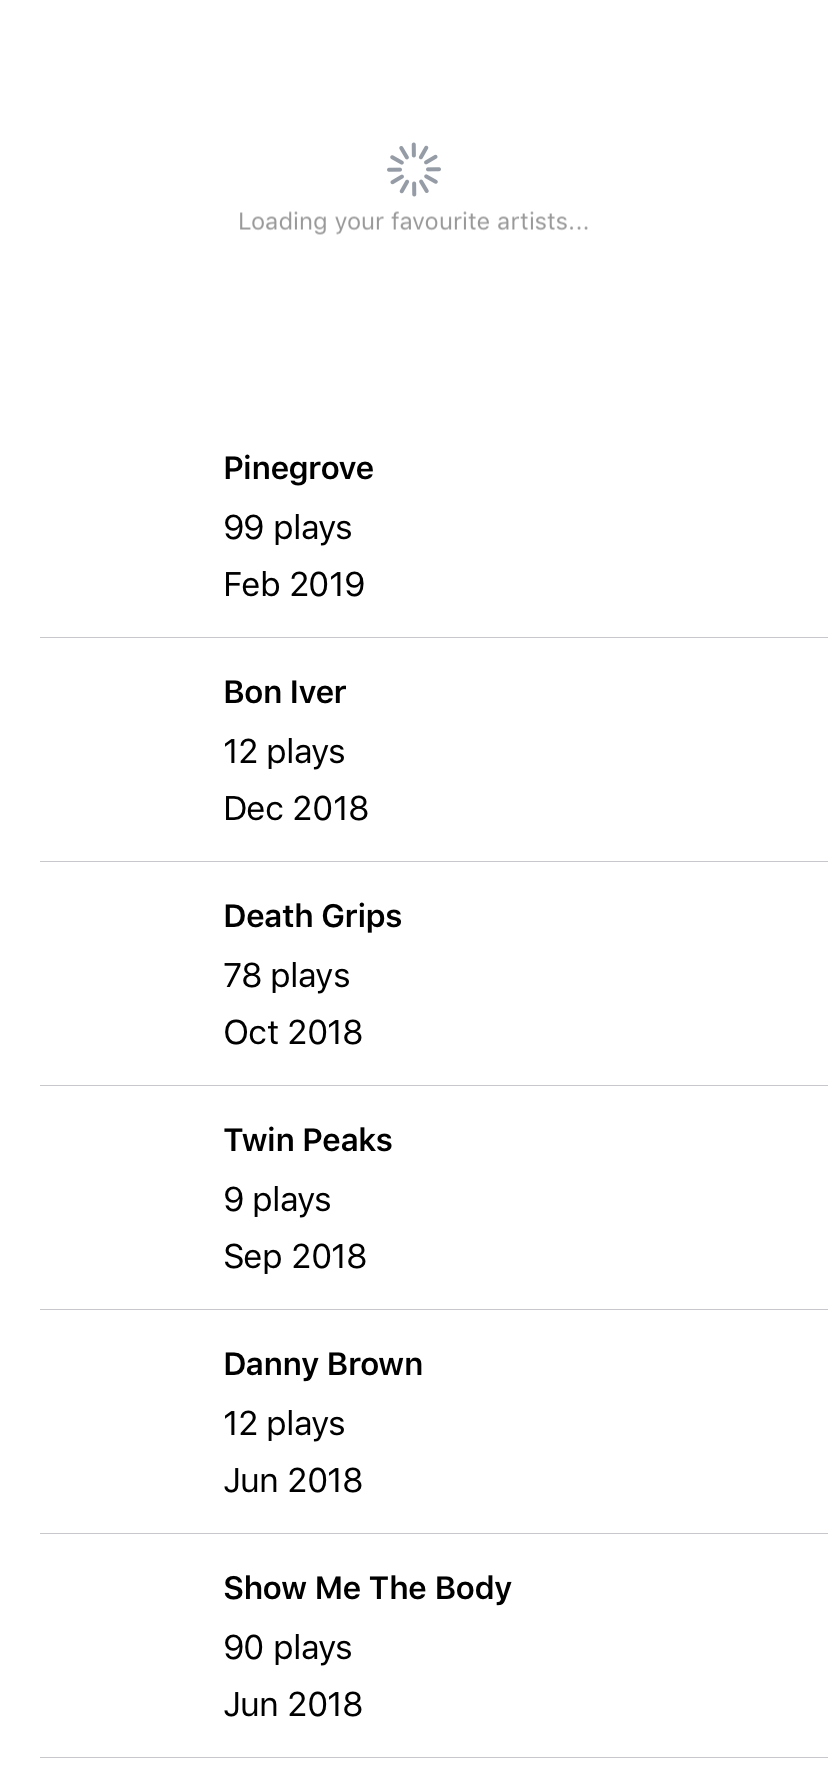 Loading your favourite artists...
Pinegrove
99 plays
Feb 2019
Bon Iver
12 plays
Dec 2018
Death Grips
78 plays
Oct 2018
Twin Peaks
9 plays
Sep 2018
Danny Brown
12 plays
Jun 2018
Show Me The Body
90 plays
Jun 2018